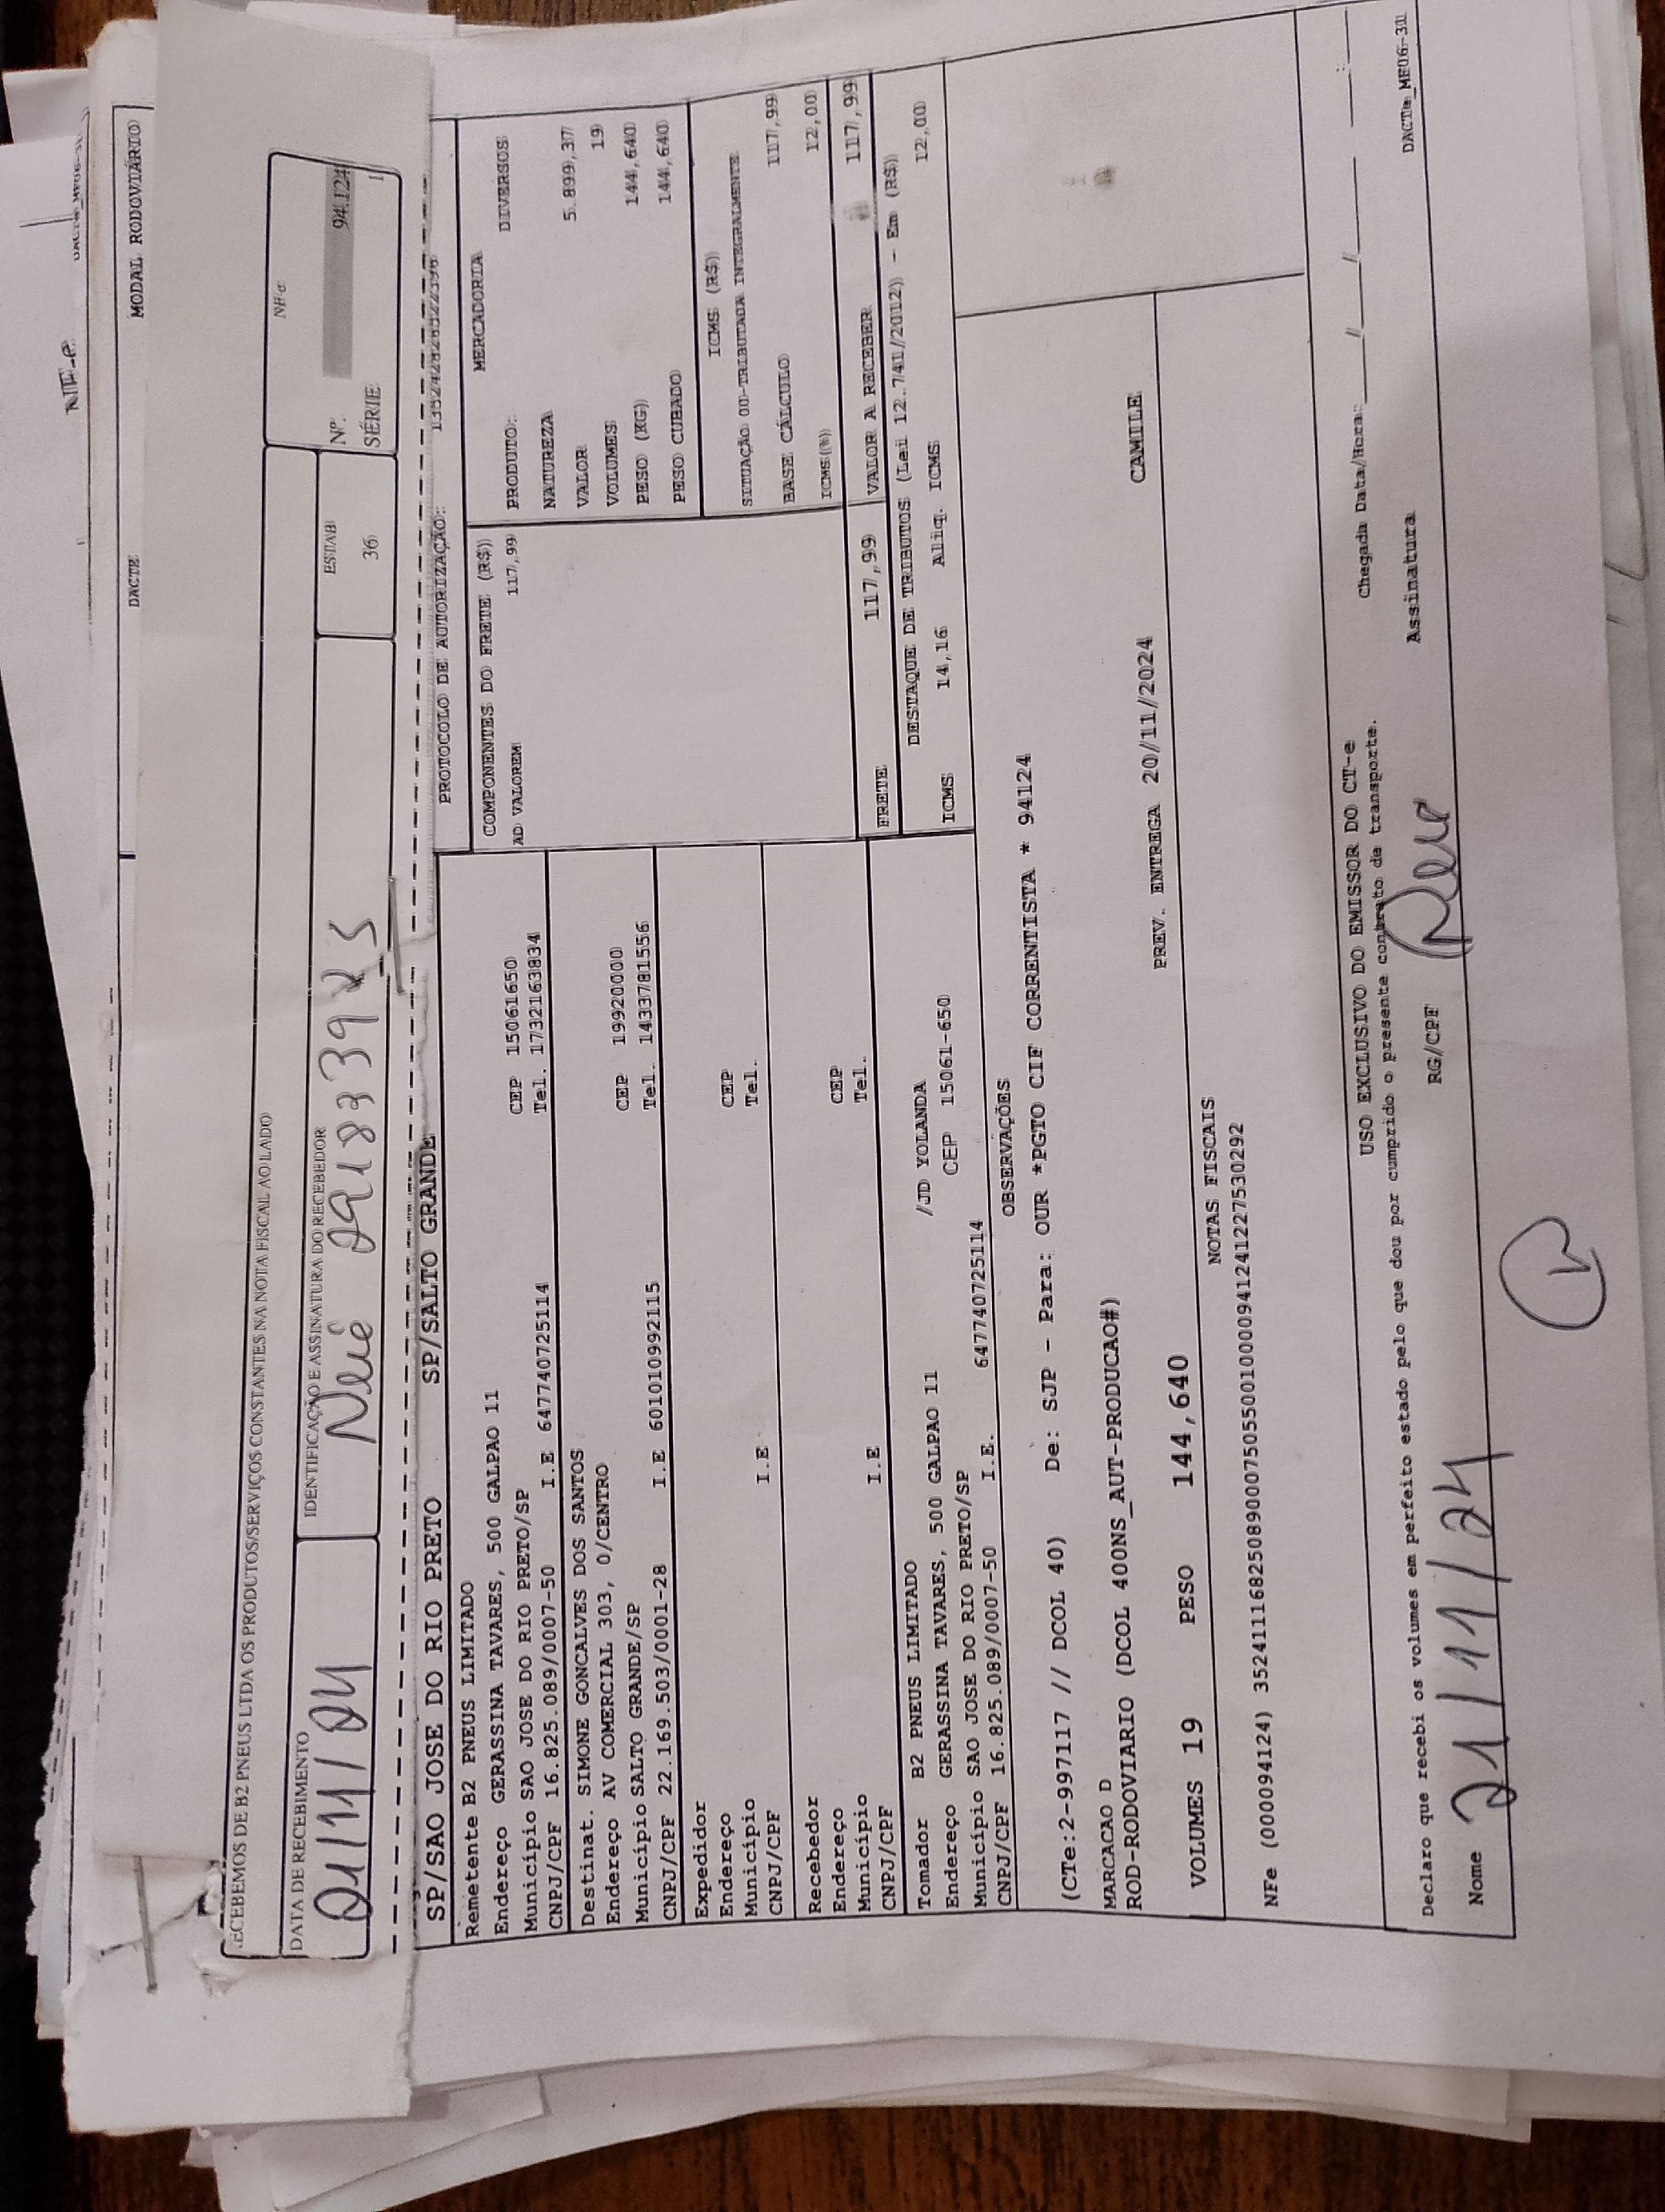 DACTE MODAL RODOVIÁRIO
RECEBEMOS DE B2 PNEUS LTDA OS PRODUTOS/SERVIÇOS CONSTANTES NA NOTA FISCAL AO LADO
NF-e
DATA DE RECEBIMENTO
IDENTIFICAÇÃO E ASSINATURA DO RECEBEDOR
ESTAB
36
Nº. 94.124
SÉRIE 1
21/11/24
SP/SAO JOSE DO RIO PRETO SP/SALTO GRANDE
PROTOCOLO DE AUTORIZAÇÃO:
Remetente B2 PNEUS LIMITADO
Endereço GERASSINA TAVARES, 500 GALPAO 11 CEP 15061650
Município SAO JOSE DO RIO PRETO/SP Tel. 1732163834
CNPJ/CPF 16.825.089/0007-50 I.E 647740725114
Destinat. SIMONE GONCALVES DOS SANTOS
Endereço AV COMERCIAL 303, 0/CENTRO CEP 19920000
Município SALTO GRANDE/SP Tel. 1433781556
CNPJ/CPF 22.169.503/0001-28 I.E 601010992115
Expedidor
Endereço CEP
Município Tel.
CNPJ/CPF I.E
Recebedor
Endereço CEP
Município Tel.
CNPJ/CPF I.E
Tomador B2 PNEUS LIMITADO
Endereço GERASSINA TAVARES, 500 GALPAO 11 /JD YOLANDA
Município SAO JOSE DO RIO PRETO/SP CEP 15061-650
CNPJ/CPF 16.825.089/0007-50 I.E. 647740725114
COMPONENTES DO FRETE (R$)
AD VALOREM 117,99
MERCADORIA
PRODUTO: DIVERSOS
NATUREZA
VALOR 5.899,37
VOLUMES 19
PESO (KG) 144,640
PESO CUBADO 144,640
ICMS (R$)
SITUAÇÃO 00-TRIBUTADA INTEGRALMENTE
BASE CÁLCULO 117,99
ICMS(%) 12,00
FRETE 117,99 VALOR A RECEBER 117,99
DESTAQUE DE TRIBUTOS (Lei 12.741/2012) - Em (R$)
ICMS 14,16 Aliq. ICMS 12,00
OBSERVAÇÕES
(CTe:2-997117 // DCOL 40) De: SJP - Para: OUR *PGTO CIF CORRENTISTA * 94124
MARCACAO D
ROD-RODOVIARIO (DCOL 400NS_AUT-PRODUCAO#) CAMILE
PREV. ENTREGA 20/11/2024
VOLUMES 19 PESO 144,640
NOTAS FISCAIS
NFe (000094124) 35241116825089000750550010000941241227530292
USO EXCLUSIVO DO EMISSOR DO CT-e
Declaro que recebi os volumes em perfeito estado pelo que dou por cumprido o presente contrato de transporte.
Chegada Data/Hora: ____/____/____ ____:____
Nome 21/11/24 RG/CPF Assinatura
DACTe_MF06-31